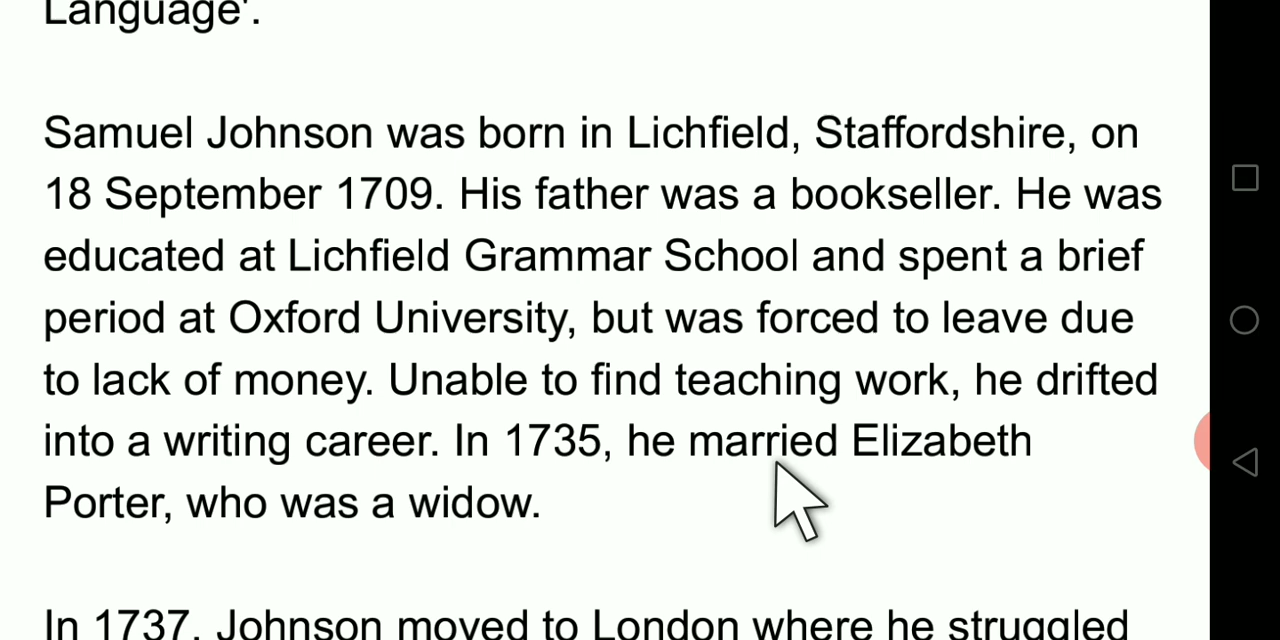 Language'.
Samuel Johnson was born in Lichfield, Staffordshire, on
18 September 1709. His father was a bookseller. He was
educated at Lichfield Grammar School and spent a brief
period at Oxford University, but was forced to leave due
to lack of money. Unable to find teaching work, he drifted
into a writing career. In 1735, he married Elizabeth
Porter, who was a widow.
In 1737, Johnson moved to London where he struggled